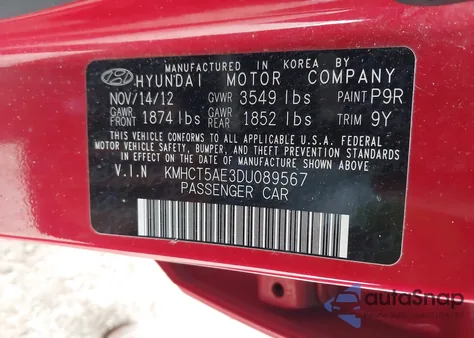 MANUFACTURED IN KOREA BY
HYUNDAI MOTOR COMPANY
NOV/14/12 GVWR 3549 lbs PAINT P9R
GAWR FRONT 1874 lbs GAWR REAR 1852 lbs TRIM 9Y
THIS VEHICLE CONFORMS TO ALL APPLICABLE U.S.A. FEDERAL
MOTOR VEHICLE SAFETY, BUMPER, AND THEFT PREVENTION STANDARDS
IN EFFECT ON THE DATE OF MANUFACTURE SHOWN ABOVE.
V.I.N KMHCT5AE3DU089567
PASSENGER CAR
autoSnap